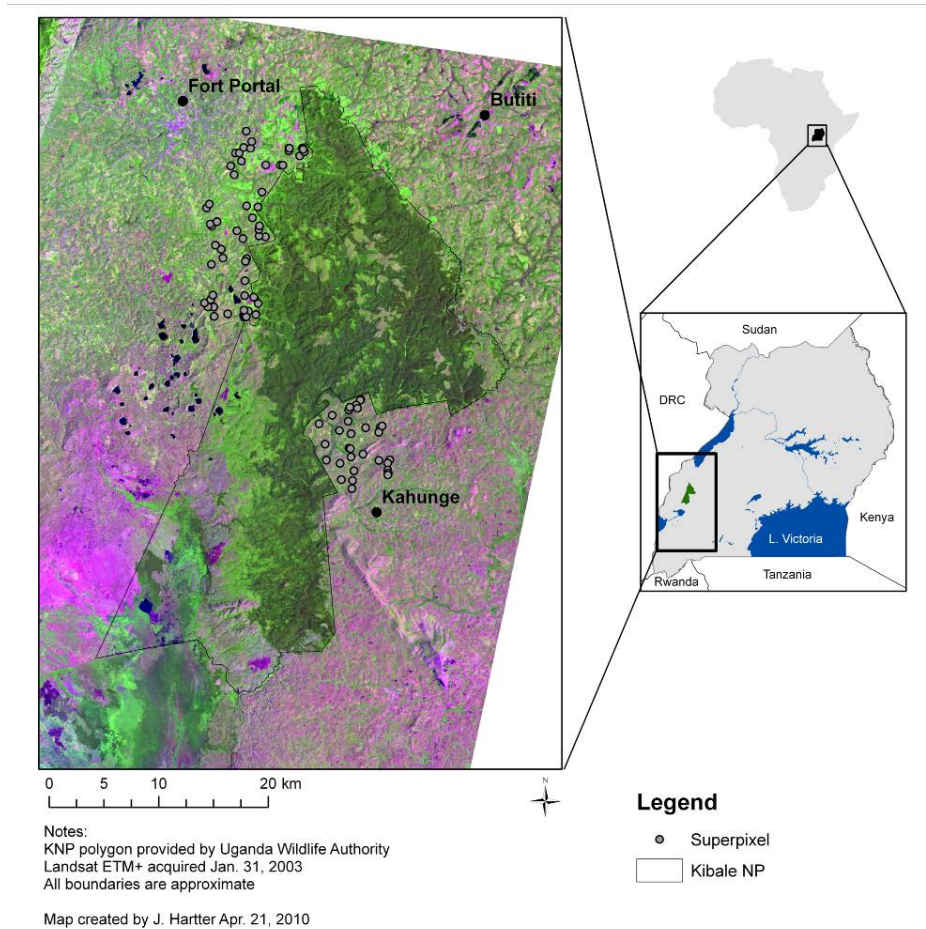 Fort Portal
Butiti
Kahunge
Sudan
DRC
Kenya
L. Victoria
Rwanda
Tanzania
0 5 10 20 km
N
Legend
Superpixel
Kibale NP
Notes:
KNP polygon provided by Uganda Wildlife Authority
Landsat ETM+ acquired Jan. 31, 2003
All boundaries are approximate
Map created by J. Hartter Apr. 21, 2010